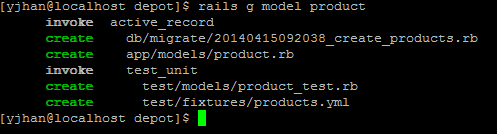 [yjhan@localhost depot]$ rails g model product
invoke active_record
create db/migrate/20140415092038_create_products.rb
create app/models/product.rb
invoke test_unit
create test/models/product_test.rb
create test/fixtures/products.yml
[yjhan@localhost depot]$